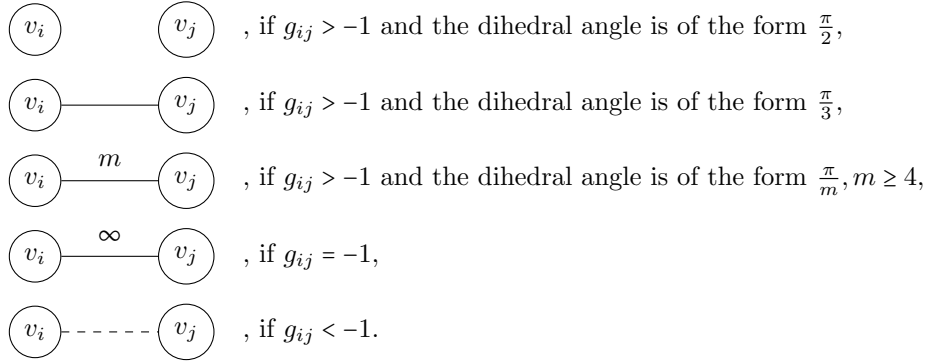 v_i v_j , if g_{ij} > −1 and the dihedral angle is of the form \frac{π}{2},
v_i v_j , if g_{ij} > −1 and the dihedral angle is of the form \frac{π}{3},
v_i m v_j , if g_{ij} > −1 and the dihedral angle is of the form \frac{π}{m}, m ≥ 4,
v_i ∞ v_j , if g_{ij} = −1,
v_i v_j , if g_{ij} < −1.